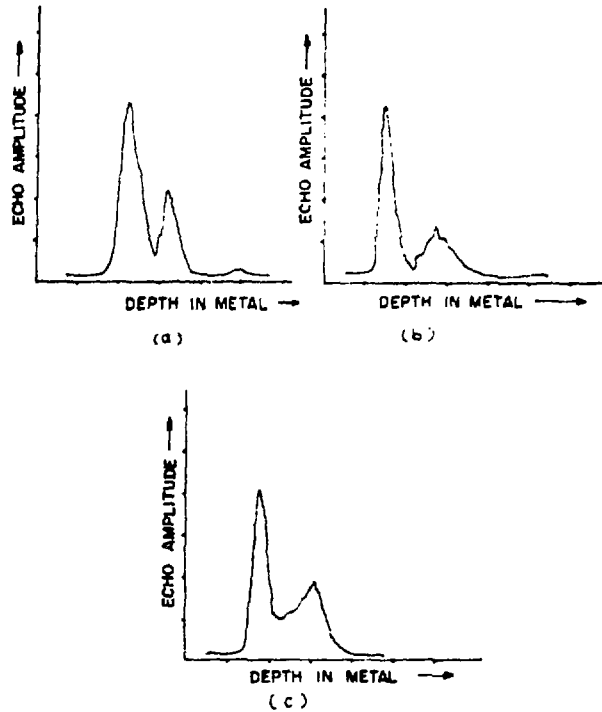 ECHO AMPLITUDE
DEPTH IN METAL
(a)
ECHO AMPLITUDE
DEPTH IN METAL
(b)
ECHO AMPLITUDE
DEPTH IN METAL
(c)